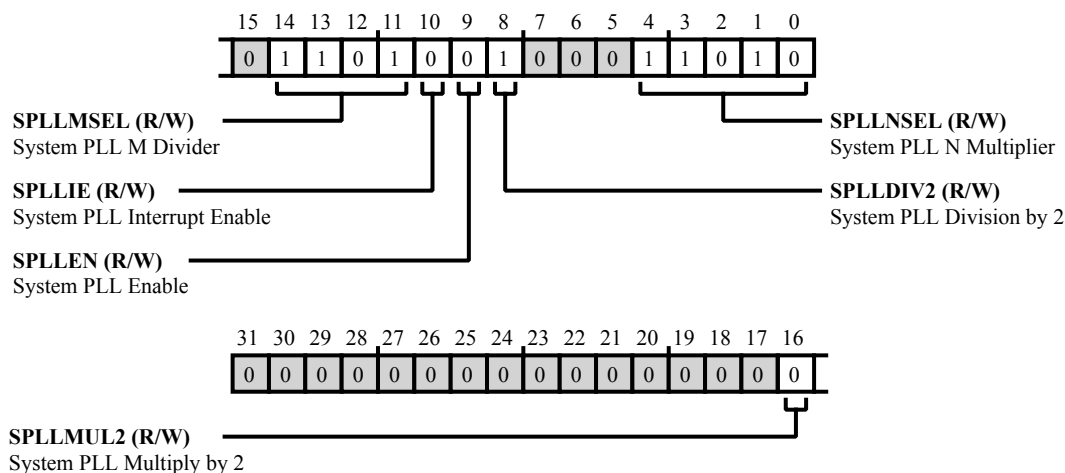 15 14 13 12 11 10 9 8 7 6 5 4 3 2 1 0
0 1 1 0 1 0 0 1 0 0 0 1 1 0 1 0
SPLLMSEL (R/W)
System PLL M Divider
SPLLNSEL (R/W)
System PLL N Multiplier
SPLLIE (R/W)
System PLL Interrupt Enable
SPLLDIV2 (R/W)
System PLL Division by 2
SPLLEN (R/W)
System PLL Enable
31 30 29 28 27 26 25 24 23 22 21 20 19 18 17 16
0 0 0 0 0 0 0 0 0 0 0 0 0 0 0 0
SPLLMUL2 (R/W)
System PLL Multiply by 2